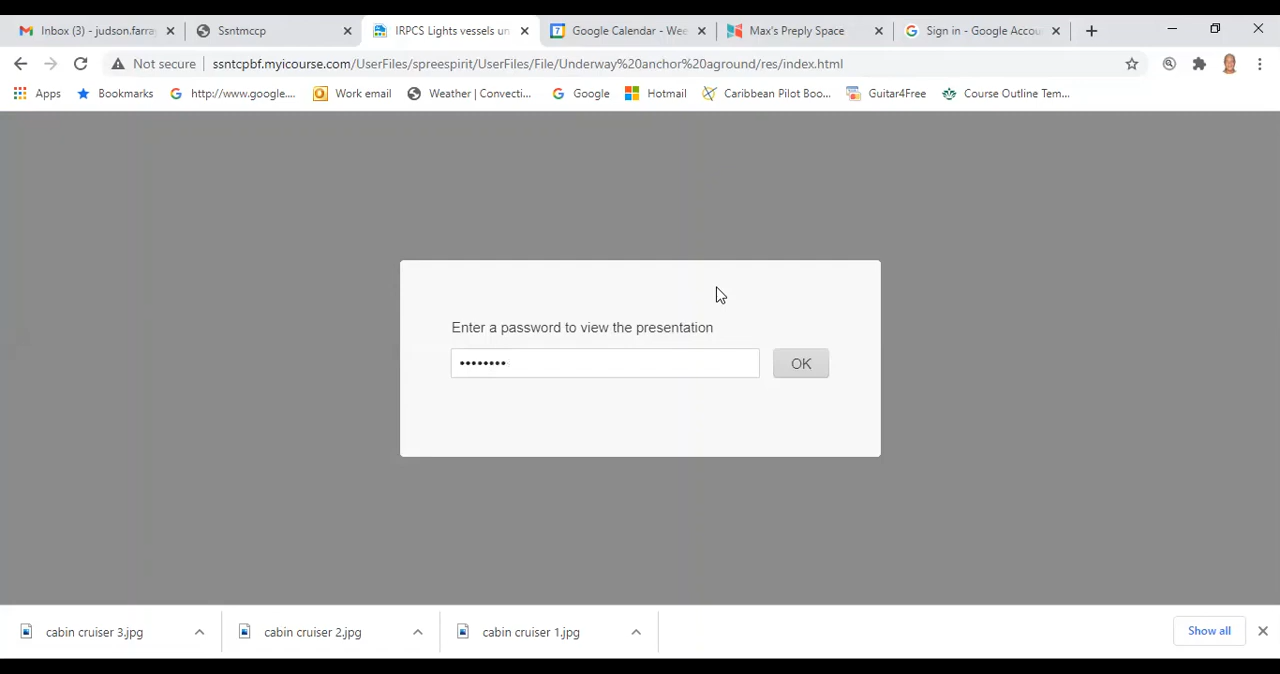 Inbox (3) - judson.farra
Ssntmccp
IRPCS Lights vessels un
Google Calendar - Wee
Max's Preply Space
Sign in - Google Accou
Not secure
ssntcpbf.myicourse.com/UserFiles/spreespirit/UserFiles/File/Underway%20anchor%20aground/res/index.html
Apps
Bookmarks
http://www.google....
Work email
Weather | Convecti...
Google
Hotmail
Caribbean Pilot Boo...
Guitar4Free
Course Outline Tem...
Enter a password to view the presentation
••••••••
OK
cabin cruiser 3.jpg
cabin cruiser 2.jpg
cabin cruiser 1.jpg
Show all